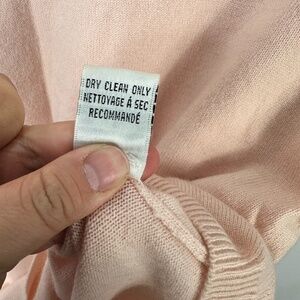 DRY CLEAN ONLY
NETTOYAGE À SEC
RECOMMANDÉ